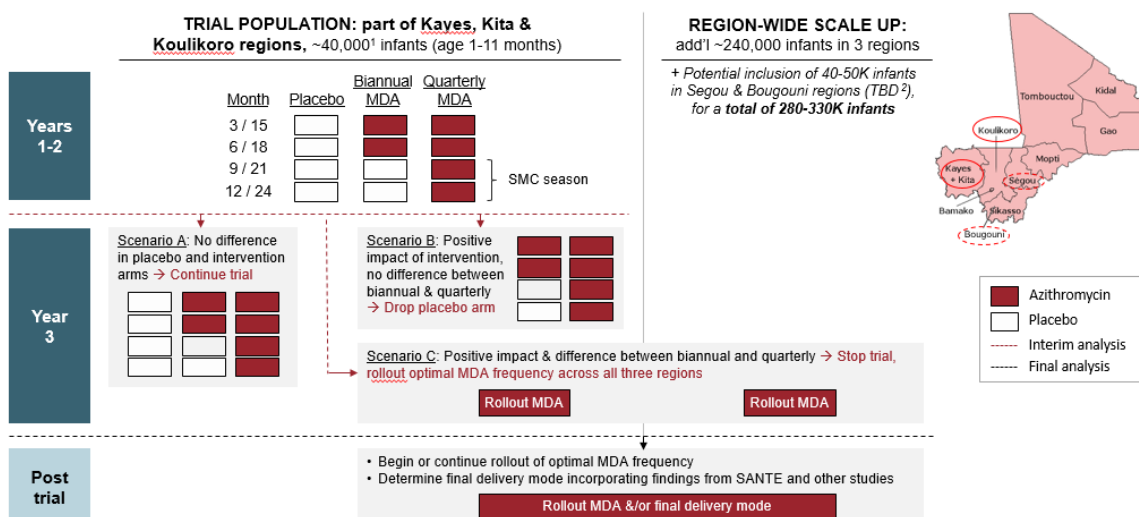 TRIAL POPULATION: part of Kayes, Kita &
Koulikoro regions, ~40,000¹ infants (age 1-11 months)
REGION-WIDE SCALE UP:
add'l ~240,000 infants in 3 regions
+ Potential inclusion of 40-50K infants
in Segou & Bougouni regions (TBD²),
for a total of 280-330K infants
Years
1-2
Month
Placebo
Biannual
MDA
Quarterly
MDA
3 / 15
6 / 18
9 / 21
12 / 24
SMC season
Tombouctou
Kidal
Gao
Koulikoro
Mopti
Kayes
+ Kita
Ségou
Bamako
Sikasso
Bougouni
Year
3
Scenario A: No difference
in placebo and intervention
arms → Continue trial
Scenario B: Positive
impact of intervention,
no difference between
biannual & quarterly
→ Drop placebo arm
Scenario C: Positive impact & difference between biannual and quarterly → Stop trial,
rollout optimal MDA frequency across all three regions
Rollout MDA
Rollout MDA
Azithromycin
Placebo
Interim analysis
Final analysis
Post
trial
• Begin or continue rollout of optimal MDA frequency
• Determine final delivery mode incorporating findings from SANTE and other studies
Rollout MDA &/or final delivery mode